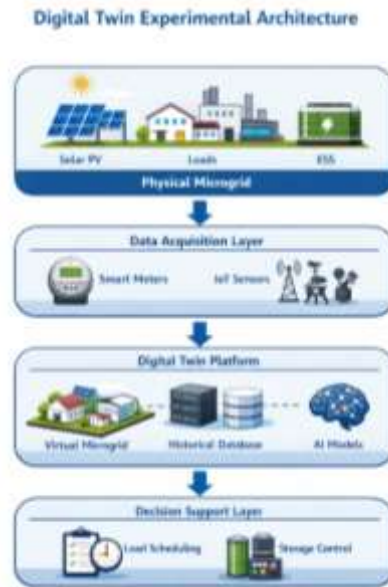 Digital Twin Experimental Architecture
Solar PV
Loads
ESS
Physical Microgrid
Data Acquisition Layer
Smart Meters
IoT Sensors
Digital Twin Platform
Virtual Microgrid
Historical Database
AI Models
Decision Support Layer
Load Scheduling
Storage Control